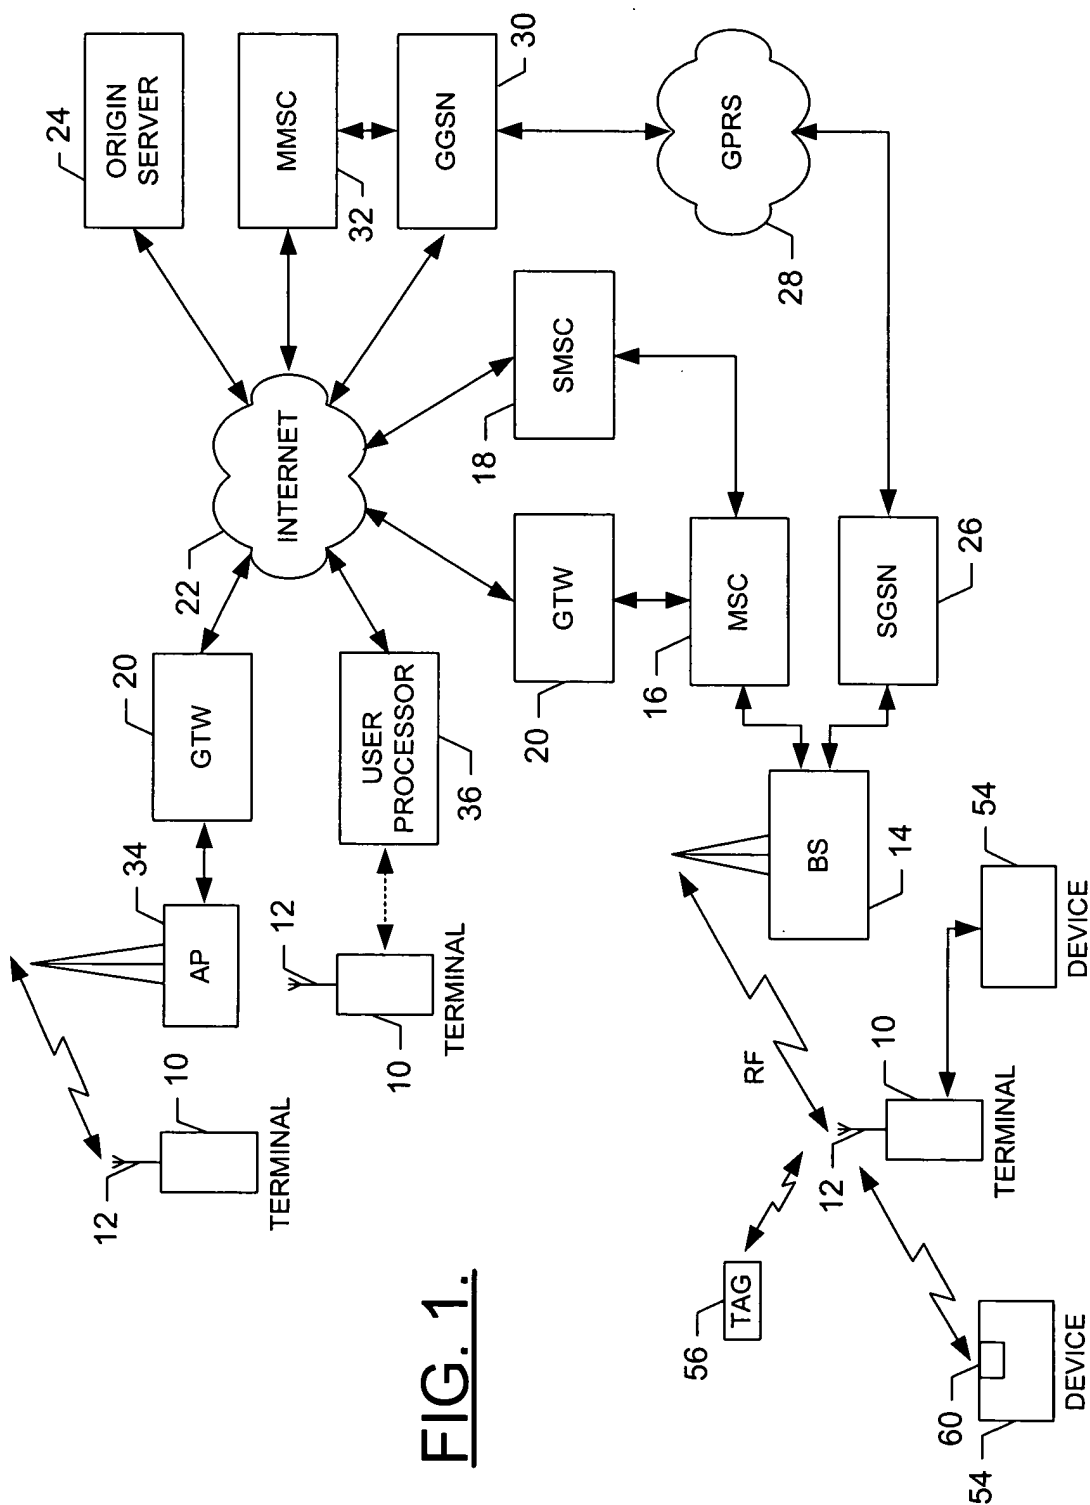 12
10
TERMINAL
34
AP
20
GTW
22
INTERNET
24
ORIGIN
SERVER
12
10
TERMINAL
USER
PROCESSOR
36
MMSC
32
GGSN
30
FIG. 1.
20
GTW
18
SMSC
16
MSC
GPRS
28
SGSN
26
BS
14
RF
56
TAG
12
10
TERMINAL
54
DEVICE
60
54
DEVICE